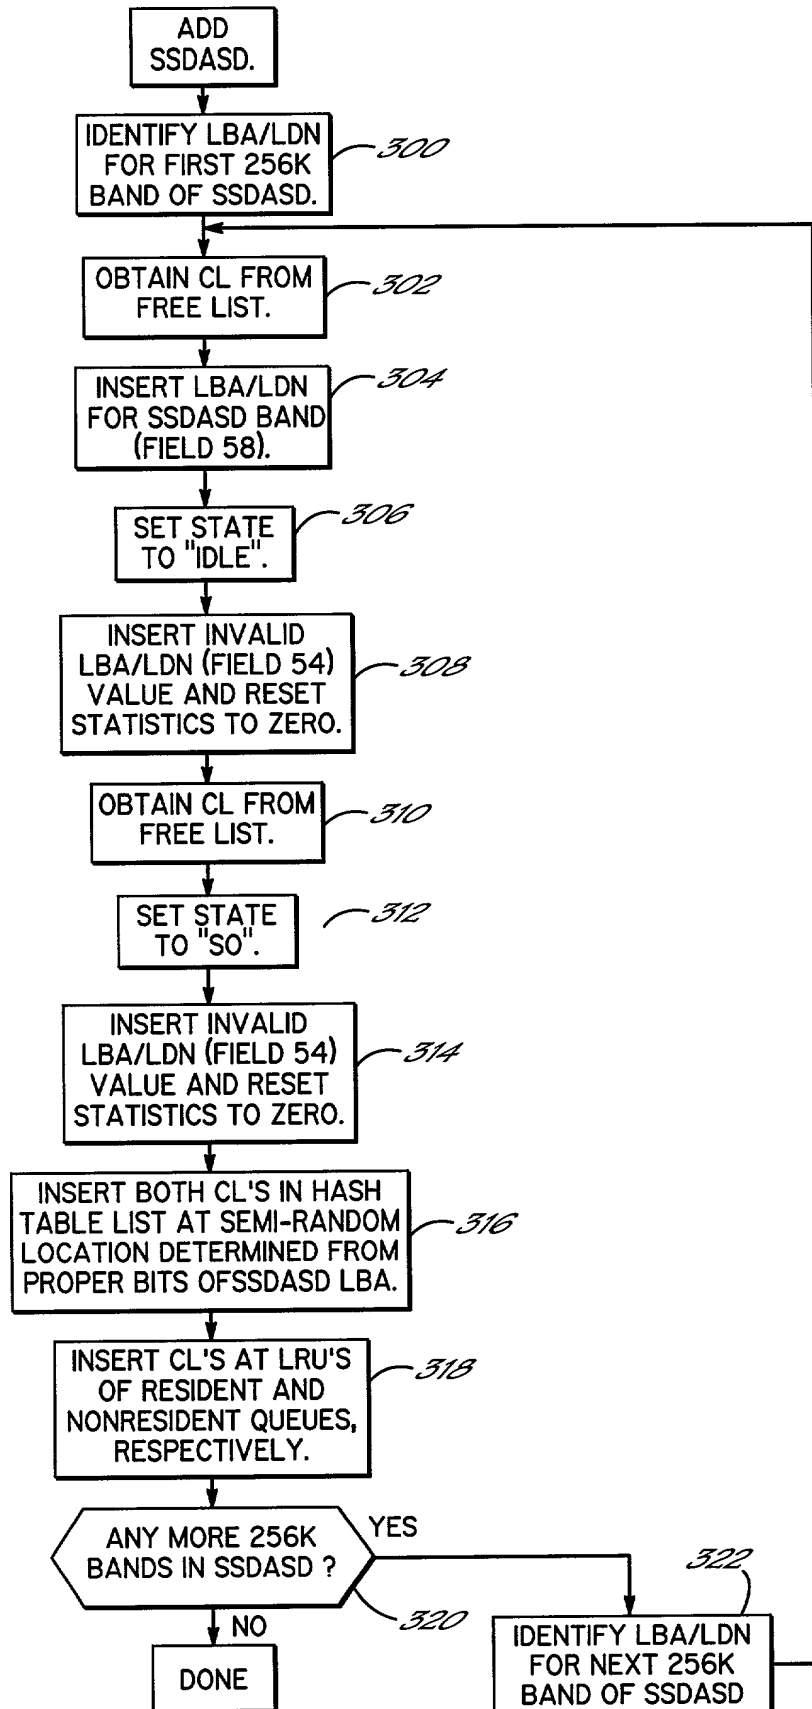 ADD
SSDASD.
IDENTIFY LBA/LDN
FOR FIRST 256K
BAND OF SSDASD.
300
OBTAIN CL FROM
FREE LIST.
302
INSERT LBA/LDN
FOR SSDASD BAND
(FIELD 58).
304
SET STATE
TO "IDLE".
306
INSERT INVALID
LBA/LDN (FIELD 54)
VALUE AND RESET
STATISTICS TO ZERO.
308
OBTAIN CL FROM
FREE LIST.
310
SET STATE
TO "SO".
312
INSERT INVALID
LBA/LDN (FIELD 54)
VALUE AND RESET
STATISTICS TO ZERO.
314
INSERT BOTH CL'S IN HASH
TABLE LIST AT SEMI-RANDOM
LOCATION DETERMINED FROM
PROPER BITS OFSSDASD LBA.
316
INSERT CL'S AT LRU'S
OF RESIDENT AND
NONRESIDENT QUEUES,
RESPECTIVELY.
318
ANY MORE 256K
BANDS IN SSDASD ?
YES
320
NO
DONE
322
IDENTIFY LBA/LDN
FOR NEXT 256K
BAND OF SSDASD